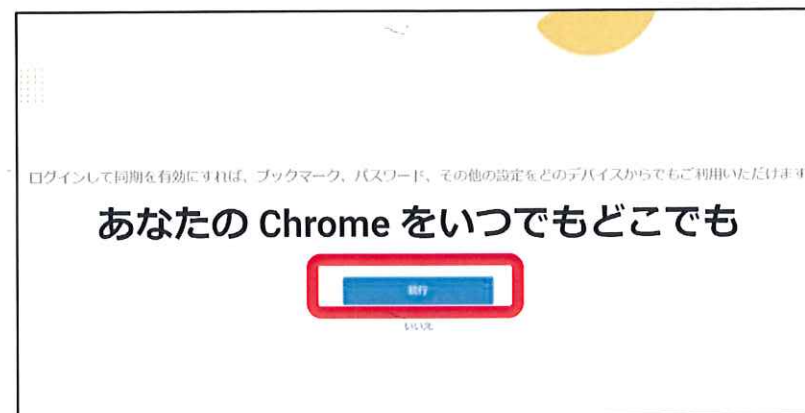 ログインして同期を有効にすれば、ブックマーク、パスワード、その他の設定をどのデバイスからでもご利用いただけます
あなたの Chrome をいつでもどこでも
続行
いいえ